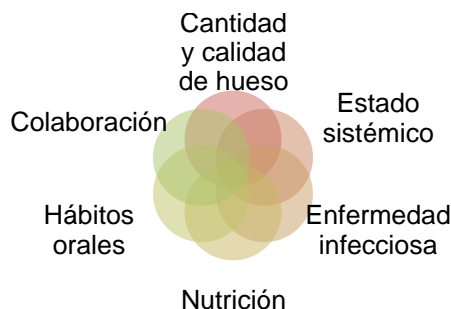 Cantidad
y calidad
de hueso
Estado
sistémico
Enfermedad
infecciosa
Nutrición
Hábitos
orales
Colaboración